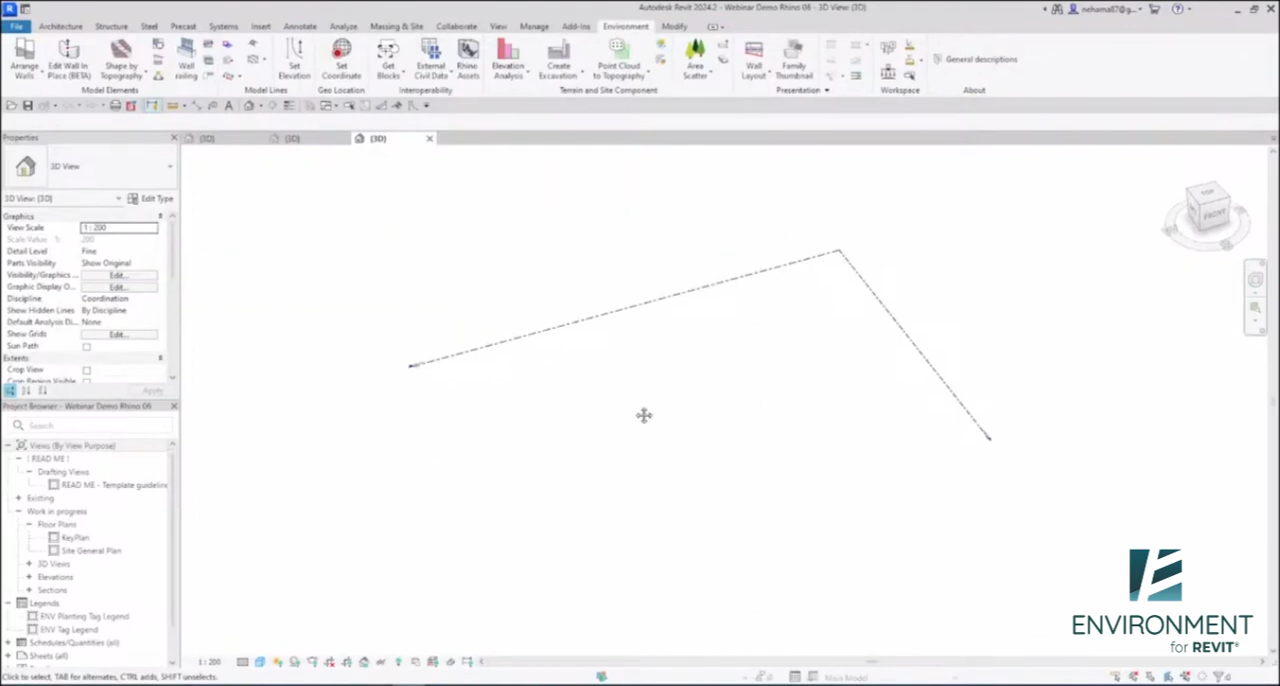 Autodesk Revit 2024.2 - Webinar Demo Rhino 06 - 3D View: {3D}
nehama87@g...
File Architecture Structure Steel Precast Systems Insert Annotate Analyze Massing & Site Collaborate View Manage Add-Ins Environment Modify
Arrange Walls
Edit Wall In Place (BETA)
Shape by Topography
Wall railing
Set Elevation
Set Coordinate
Get Blocks
External Civil Data
Rhino Assets
Elevation Analysis
Create Excavation
Point Cloud to Topography
Area Scatter
Wall Layout
Family Thumbnail
General descriptions
Model Elements
Model Lines
Geo Location
Interoperability
Terrain and Site Component
Presentation
Workspace
About
Properties
{3D}
{3D}
{3D}
3D View
3D View: {3D}
Edit Type
Graphics
View Scale 1 : 200
Scale Value 1: 200
Detail Level Fine
Parts Visibility Show Original
Visibility/Graphics ... Edit...
Graphic Display O... Edit...
Discipline Coordination
Show Hidden Lines By Discipline
Default Analysis Di... None
Show Grids Edit...
Sun Path
Extents
Crop View
Crop Region Visible
Apply
Project Browser - Webinar Demo Rhino 06
Search
Views (By View Purpose)
! READ ME !
Drafting Views
READ ME - Template guideline
Existing
Work in progress
Floor Plans
KeyPlan
Site General Plan
3D Views
Elevations
Sections
Legends
ENV Planting Tag Legend
ENV Tag Legend
Schedules/Quantities (all)
Sheets (all)
TOP
FRONT
ENVIRONMENT
for REVIT®
1 : 200
Click to select, TAB for alternates, CTRL adds, SHIFT unselects.
Main Model